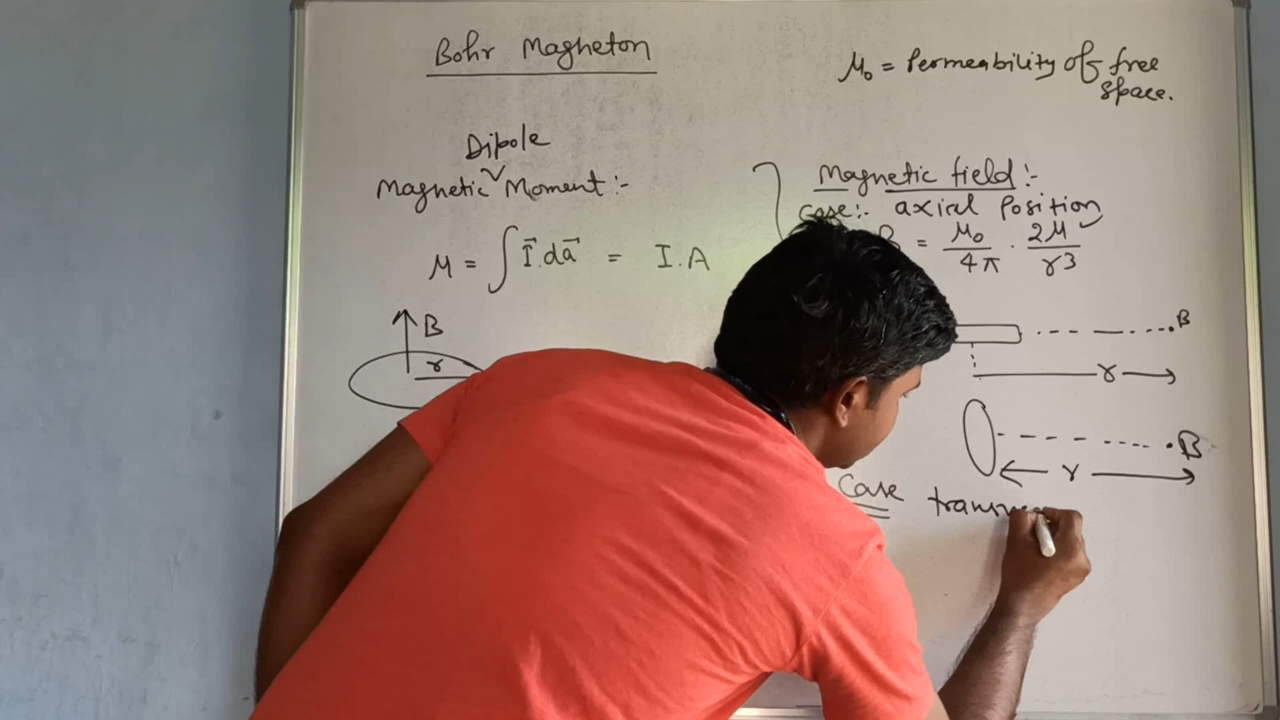 Bohr Magneton
μ₀ = Permeability of free
space.
Dipole
Magnetic Moment :-
M = ∫ I⃗.da⃗ = I.A
Magnetic field :-
Case:- axial Position
B = μ₀/4π . 2M/r3
B
r
B
r
B
r
Case